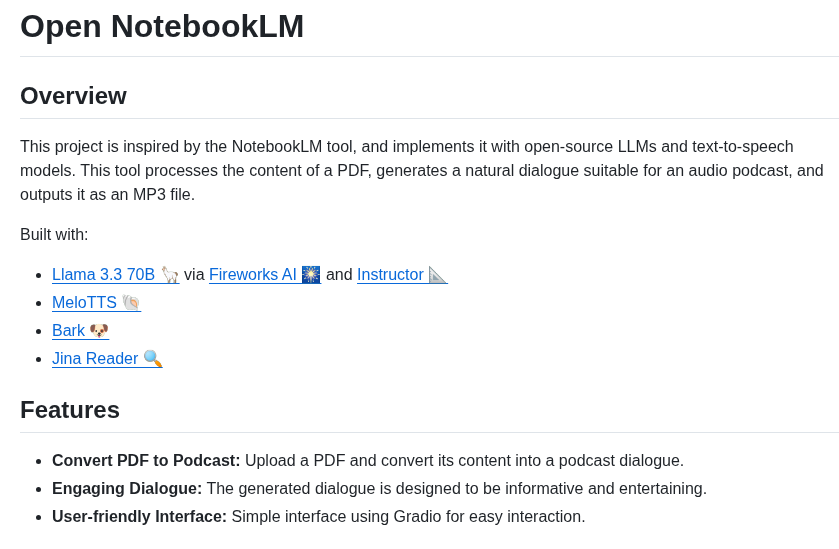 Open NotebookLM
Overview
This project is inspired by the NotebookLM tool, and implements it with open-source LLMs and text-to-speech
models. This tool processes the content of a PDF, generates a natural dialogue suitable for an audio podcast, and
outputs it as an MP3 file.
Built with:
• Llama 3.3 70B 🦙 via Fireworks AI 🎆 and Instructor 📐
• MeloTTS 🐚
• Bark 🐶
• Jina Reader 🔍
Features
• Convert PDF to Podcast: Upload a PDF and convert its content into a podcast dialogue.
• Engaging Dialogue: The generated dialogue is designed to be informative and entertaining.
• User-friendly Interface: Simple interface using Gradio for easy interaction.